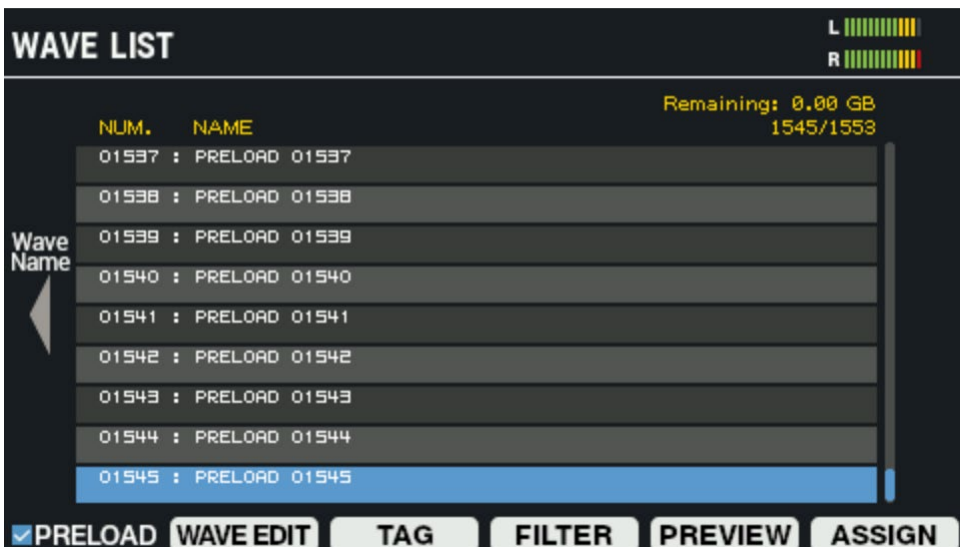 WAVE LIST
L
R
Remaining: 0.00 GB
NUM. NAME 1545/1553
01537 : PRELOAD 01537
01538 : PRELOAD 01538
Wave Name
01539 : PRELOAD 01539
01540 : PRELOAD 01540
01541 : PRELOAD 01541
01542 : PRELOAD 01542
01543 : PRELOAD 01543
01544 : PRELOAD 01544
01545 : PRELOAD 01545
PRELOAD WAVE EDIT TAG FILTER PREVIEW ASSIGN